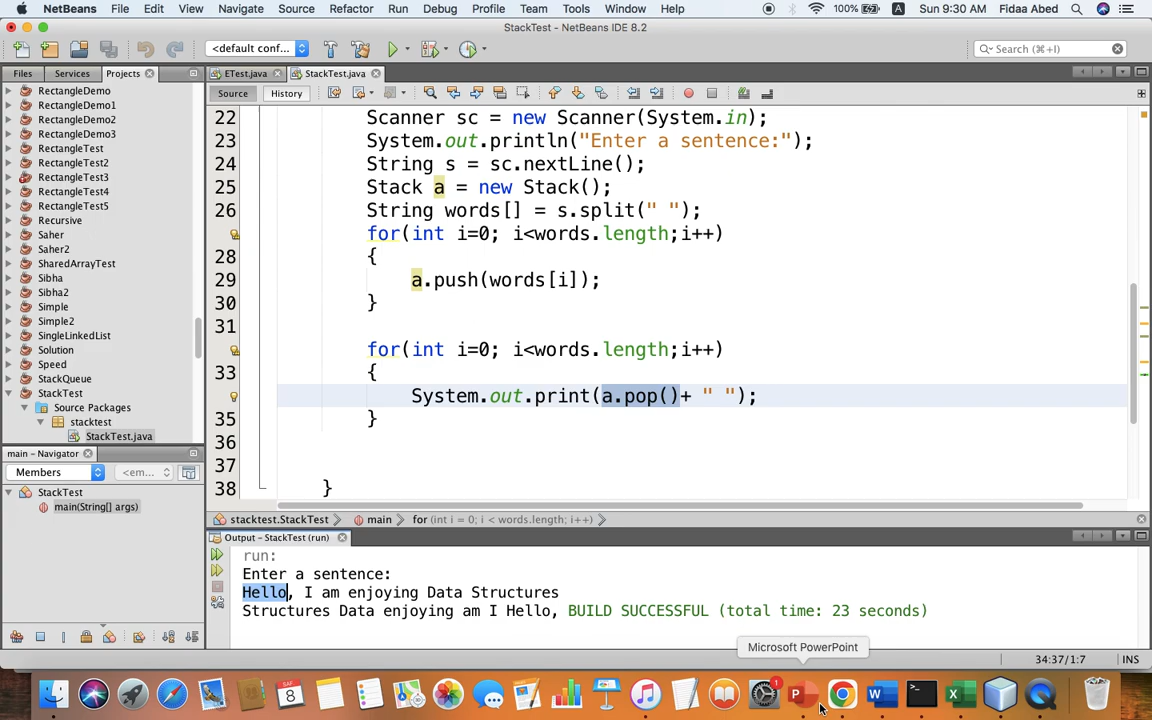 NetBeans File Edit View Navigate Source Refactor Run Debug Profile Team Tools Window Help 100% A Sun 9:30 AM Fidaa Abed
StackTest - NetBeans IDE 8.2
<default conf...
Search (⌘+I)
Files Services Projects
ETest.java StackTest.java
Source History
RectangleDemo
RectangleDemo1
RectangleDemo2
RectangleDemo3
RectangleTest
RectangleTest2
RectangleTest3
RectangleTest4
RectangleTest5
Recursive
Saher
Saher2
SharedArrayTest
Sibha
Sibha2
Simple
Simple2
SingleLinkedList
Solution
Speed
StackQueue
StackTest
Source Packages
stacktest
StackTest.java
22 Scanner sc = new Scanner(System.in);
23 System.out.println("Enter a sentence:");
24 String s = sc.nextLine();
25 Stack a = new Stack();
26 String words[] = s.split(" ");
for(int i=0; i<words.length;i++)
28 {
29 a.push(words[i]);
30 }
31
for(int i=0; i<words.length;i++)
33 {
System.out.print(a.pop()+ " ");
35 }
36
37
38 }
main - Navigator
Members <em...
StackTest
main(String[] args)
stacktest.StackTest main for (int i = 0; i < words.length; i++)
Output - StackTest (run)
run:
Enter a sentence:
Hello, I am enjoying Data Structures
Structures Data enjoying am I Hello, BUILD SUCCESSFUL (total time: 23 seconds)
Microsoft PowerPoint
34:37/1:7 INS
SEP
8
1